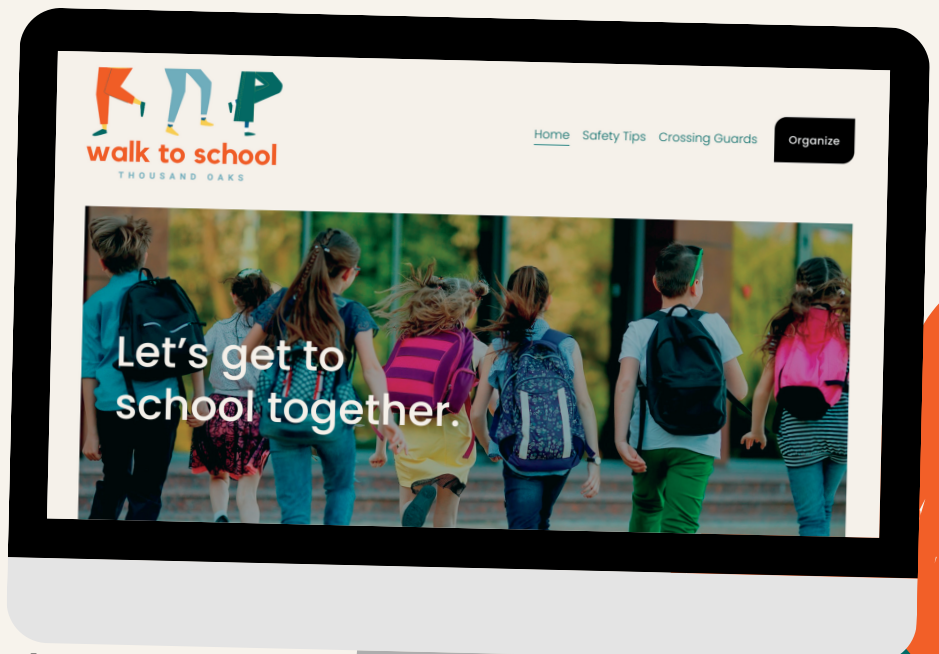 walk to school
THOUSAND OAKS
Home Safety Tips Crossing Guards Organize
Let's get to
school together.